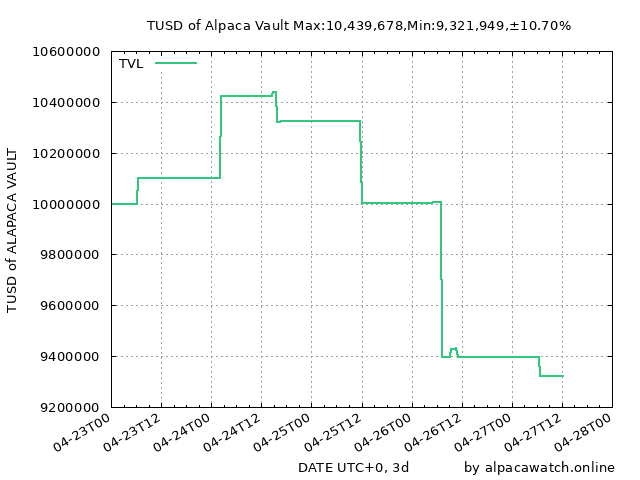 TUSD of Alpaca Vault Max:10,439,678,Min:9,321,949,±10.70%
TVL
TUSD of ALAPACA VAULT
10600000
10400000
10200000
10000000
9800000
9600000
9400000
9200000
04-23T00
04-23T12
04-24T00
04-24T12
04-25T00
04-25T12
04-26T00
04-26T12
04-27T00
04-27T12
04-28T00
DATE UTC+0, 3d
by alpacawatch.online